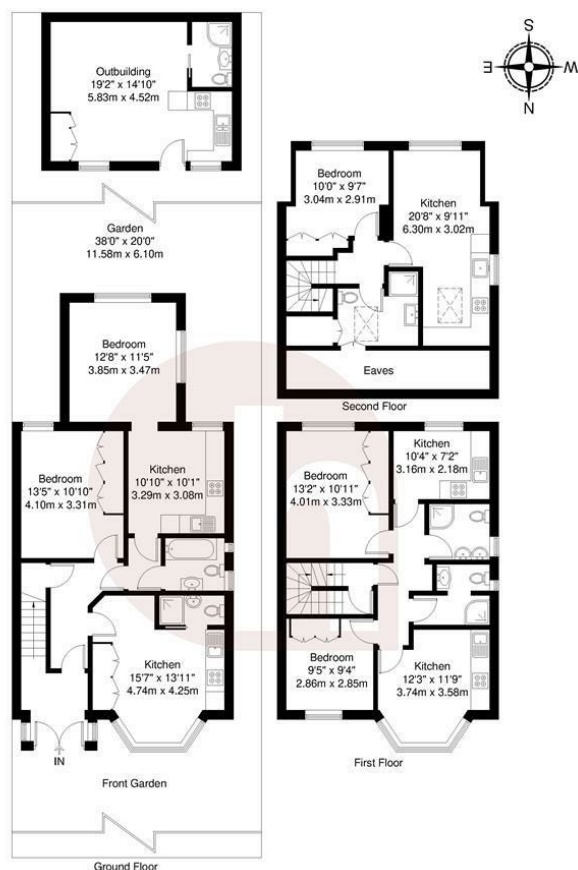 Outbuilding
19'2" x 14'10"
5.83m x 4.52m
S
E
W
N
Garden
38'0" x 20'0"
11.58m x 6.10m
Bedroom
10'0" x 9'7"
3.04m x 2.91m
Kitchen
20'8" x 9'11"
6.30m x 3.02m
Eaves
Second Floor
Bedroom
12'8" x 11'5"
3.85m x 3.47m
Bedroom
13'5" x 10'10"
4.10m x 3.31m
Kitchen
10'10" x 10'1"
3.29m x 3.08m
Kitchen
15'7" x 13'11"
4.74m x 4.25m
IN
Front Garden
Ground Floor
Bedroom
13'2" x 10'11"
4.01m x 3.33m
Kitchen
10'4" x 7'2"
3.16m x 2.18m
Bedroom
9'5" x 9'4"
2.86m x 2.85m
Kitchen
12'3" x 11'9"
3.74m x 3.58m
First Floor